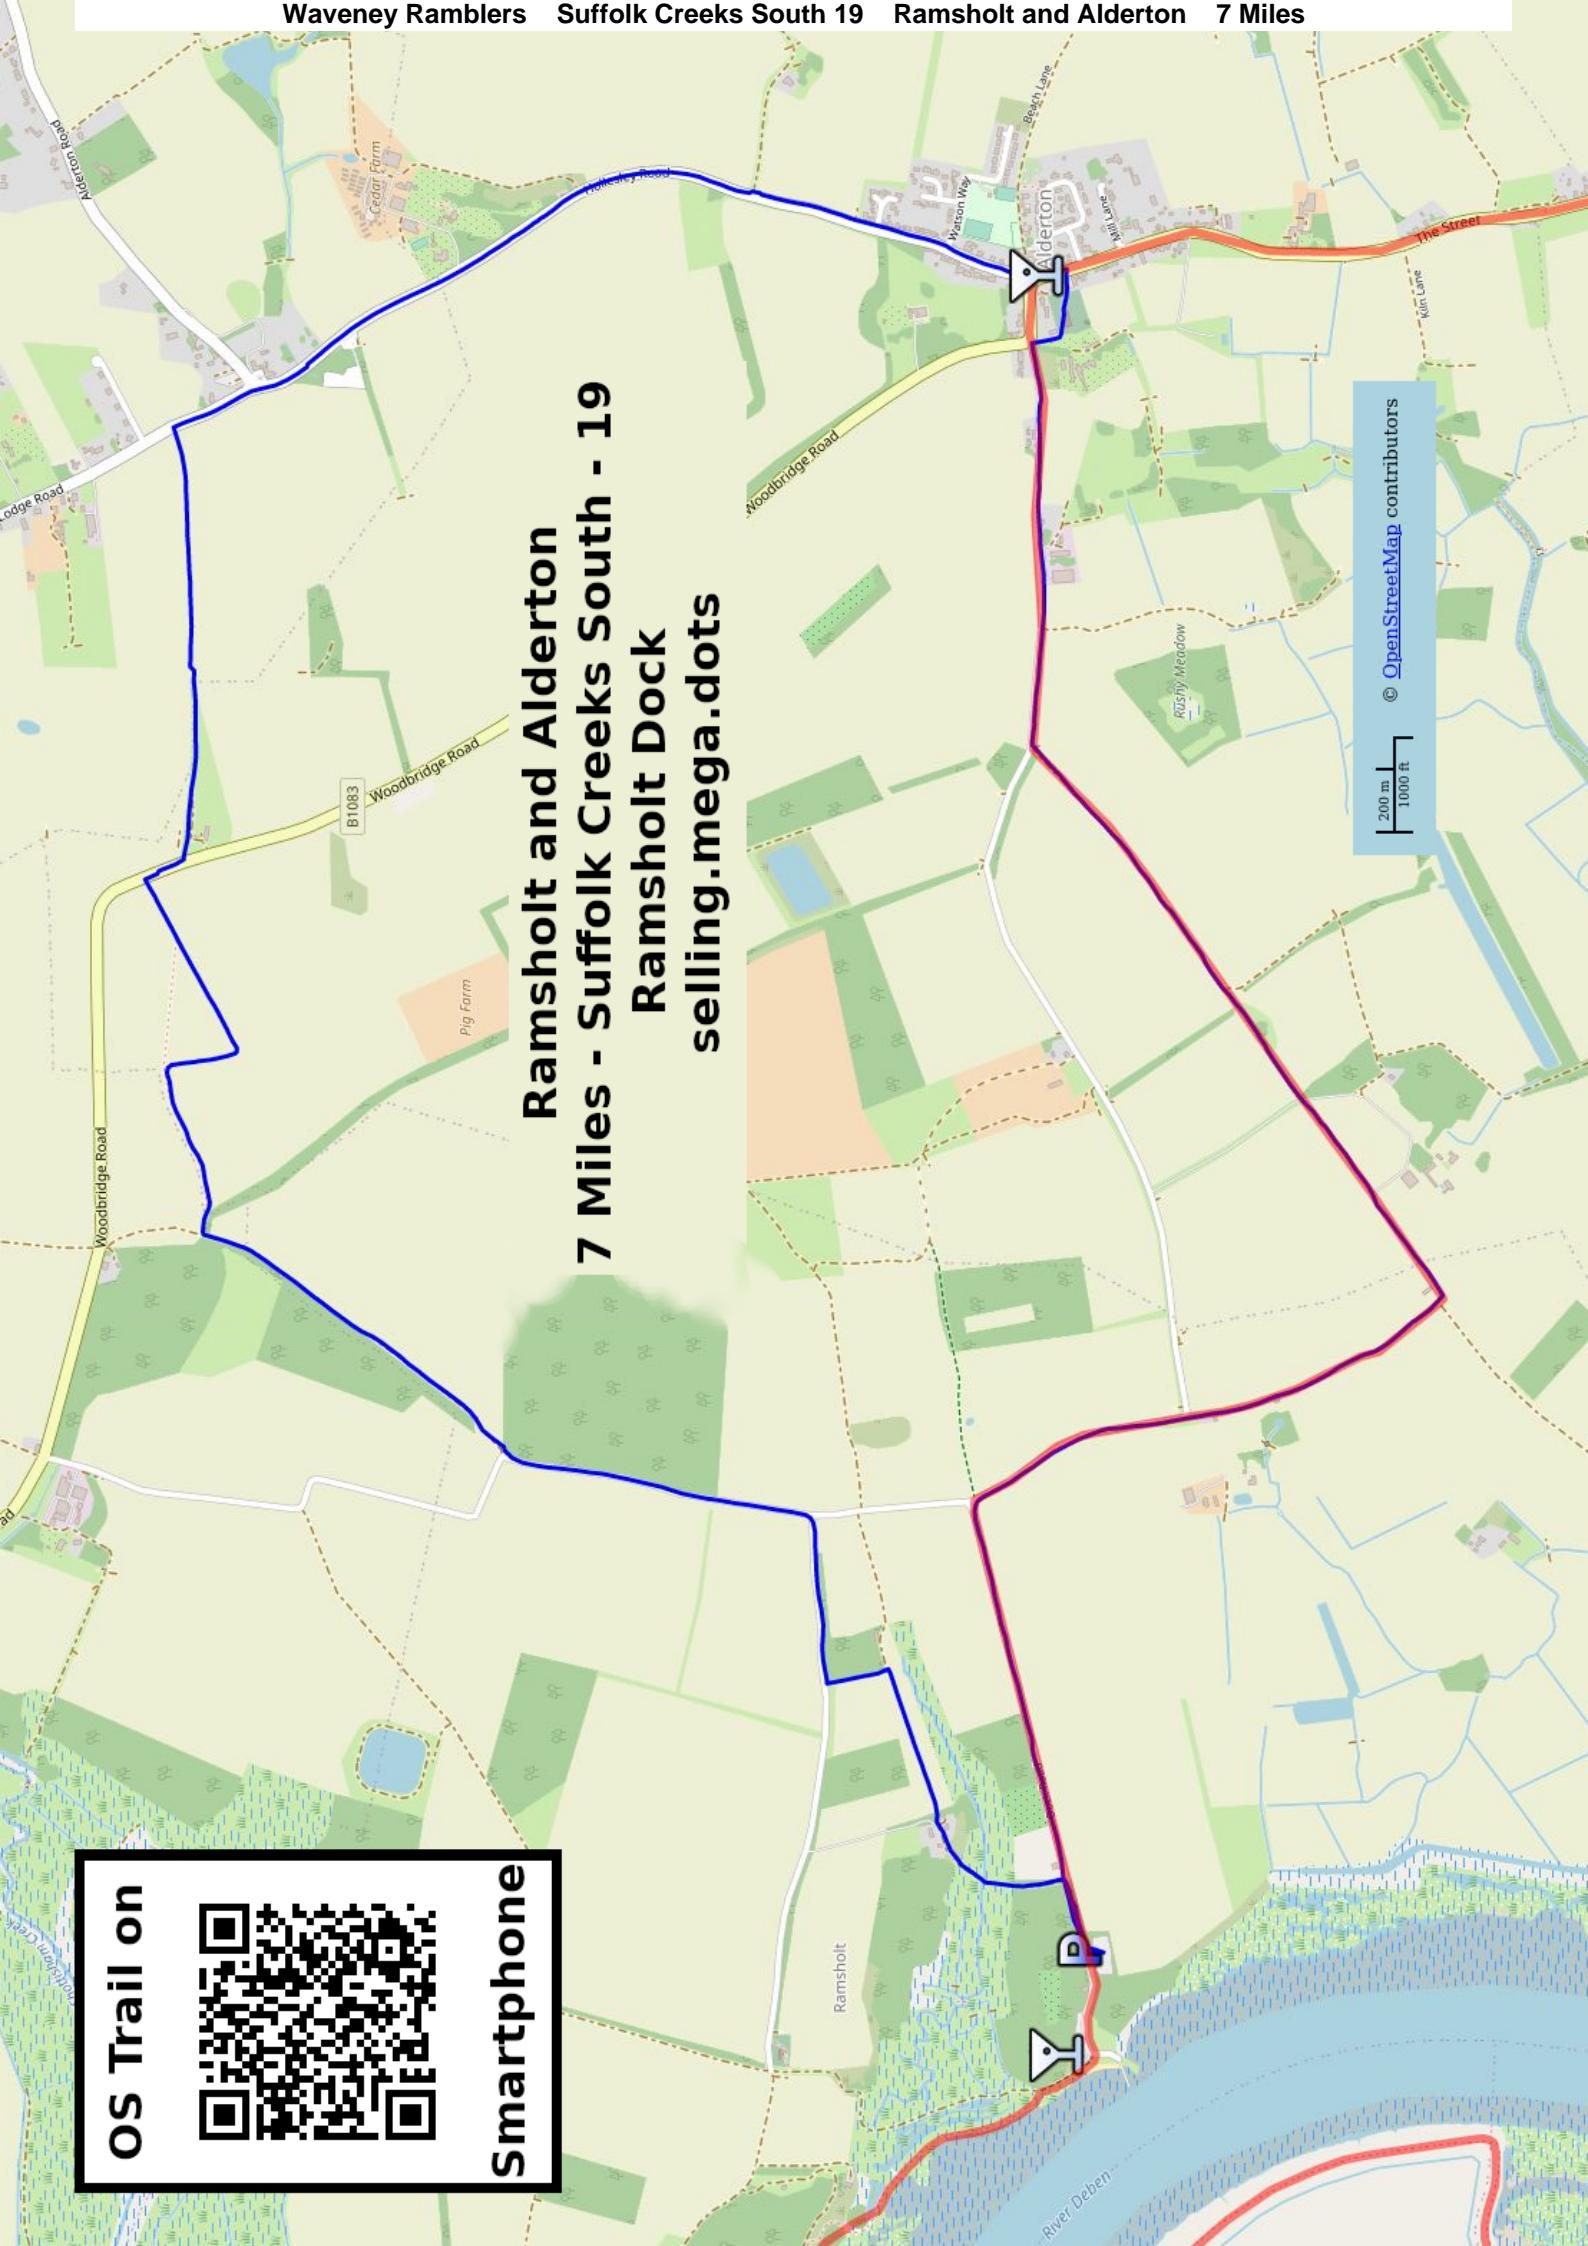 Waveney Ramblers Suffolk Creeks South 19 Ramsholt and Alderton 7 Miles
Ramsholt and Alderton
7 Miles - Suffolk Creeks South - 19
Ramsholt Dock
selling.mega.dots
OS Trail on
Smartphone
Alderton Road
Cedar Farm
Hollesley Road
Beach Lane
Watson Way
Alderton
Mill Lane
The Street
Kiln Lane
Lodge Road
Woodbridge Road
Woodbridge Road
B1083
Pig Farm
Woodbridge Road
Rushy Meadow
200 m
1000 ft
© OpenStreetMap contributors
Ramsholt
P
River Deben